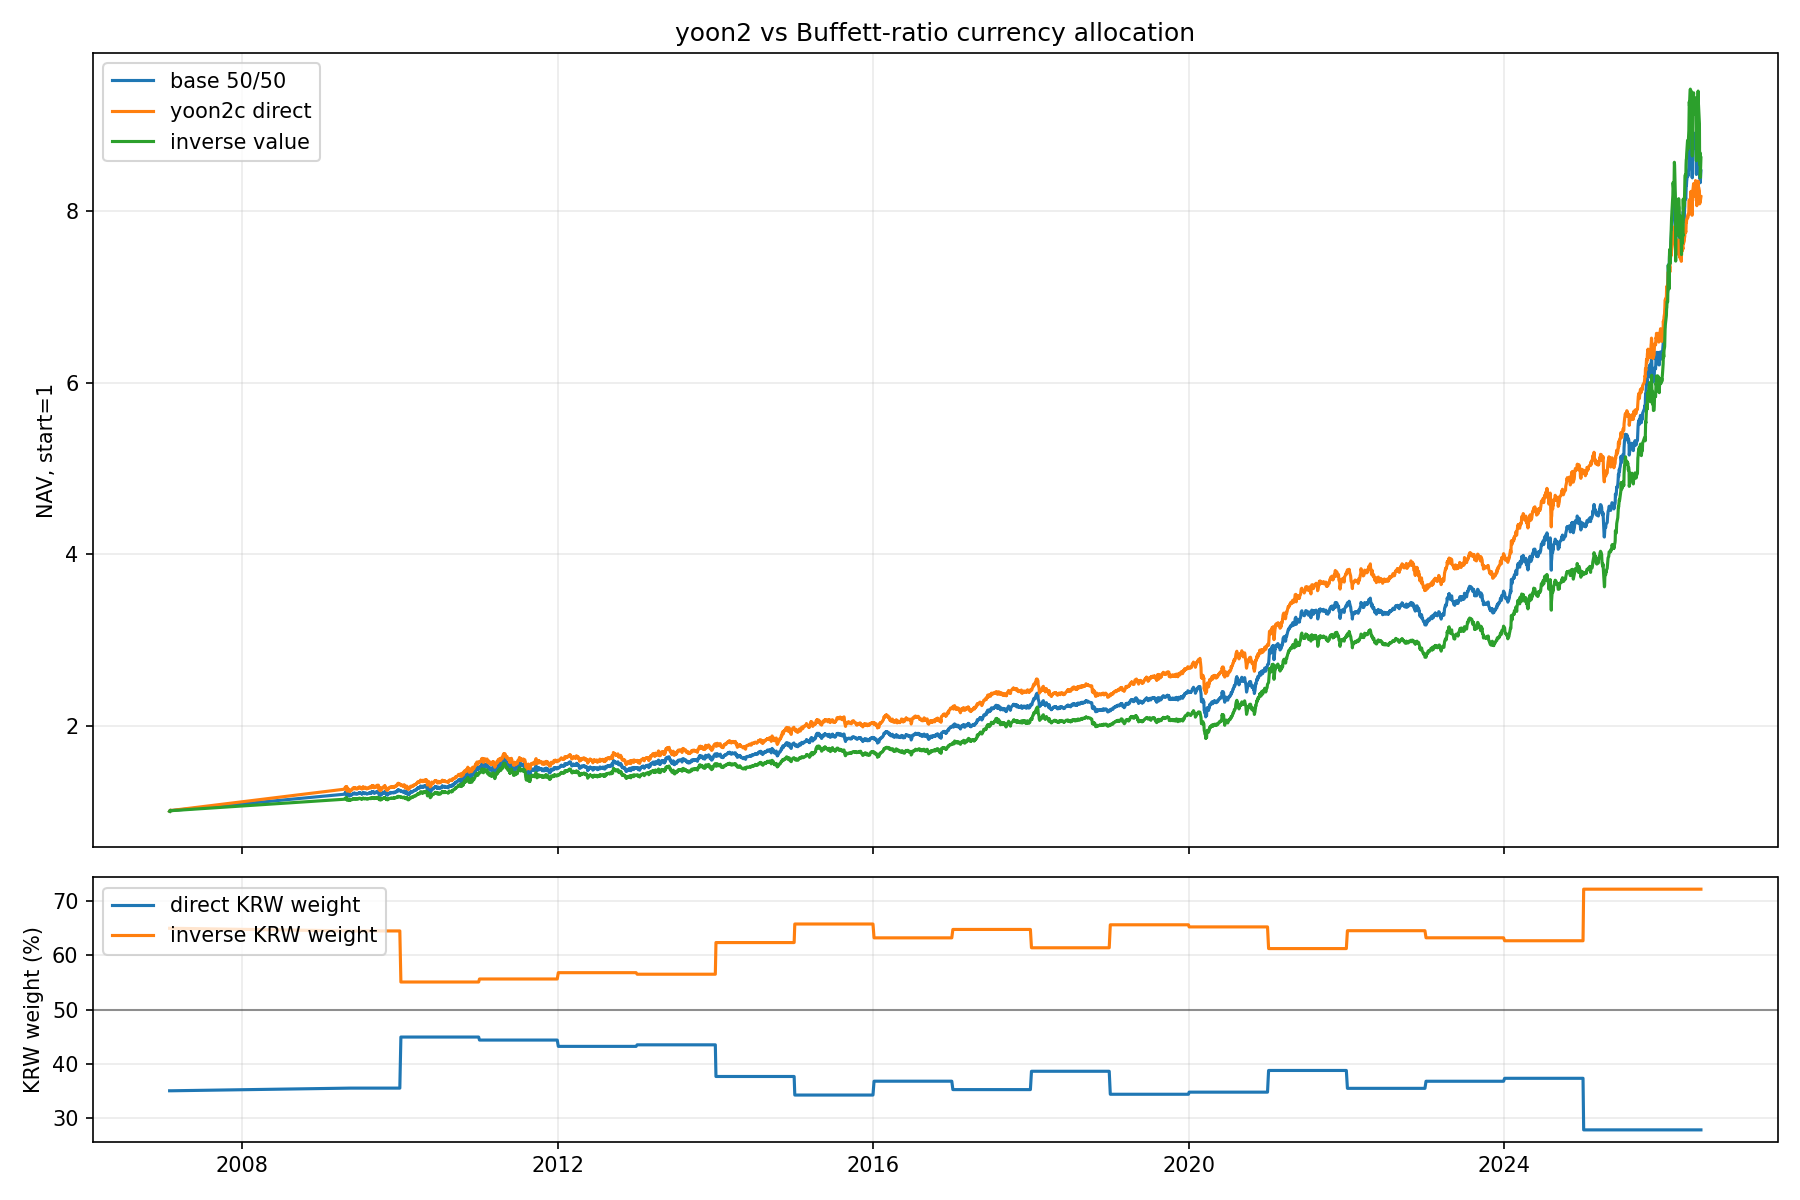 yoon2 vs Buffett-ratio currency allocation
base 50/50
yoon2c direct
inverse value
NAV, start=1
8
6
4
2
direct KRW weight
inverse KRW weight
KRW weight (%)
70
60
50
40
30
2008
2012
2016
2020
2024